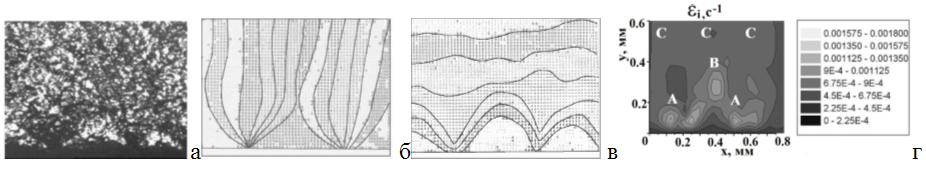 а
б
в
г
ε̇i,с-1
y, мм
0.6
0.4
0.2
C C C
B
A A
0 0.2 0.4 0.6 0.8
x, мм
0.001575 - 0.001800
0.001350 - 0.001575
0.001125 - 0.001350
9E-4 - 0.001125
6.75E-4 - 9E-4
4.5E-4 - 6.75E-4
2.25E-4 - 4.5E-4
0 - 2.25E-4